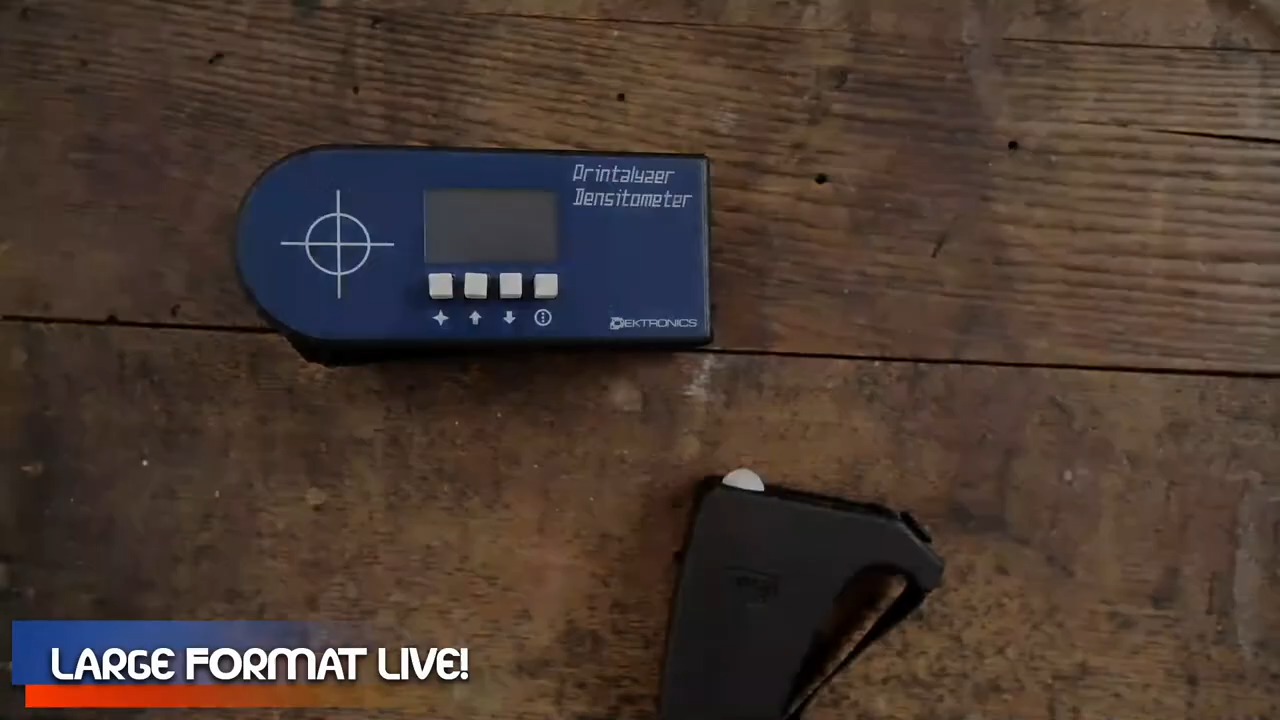 Printalyzer
Densitometer
DEKTRONICS
LARGE FORMAT LIVE!